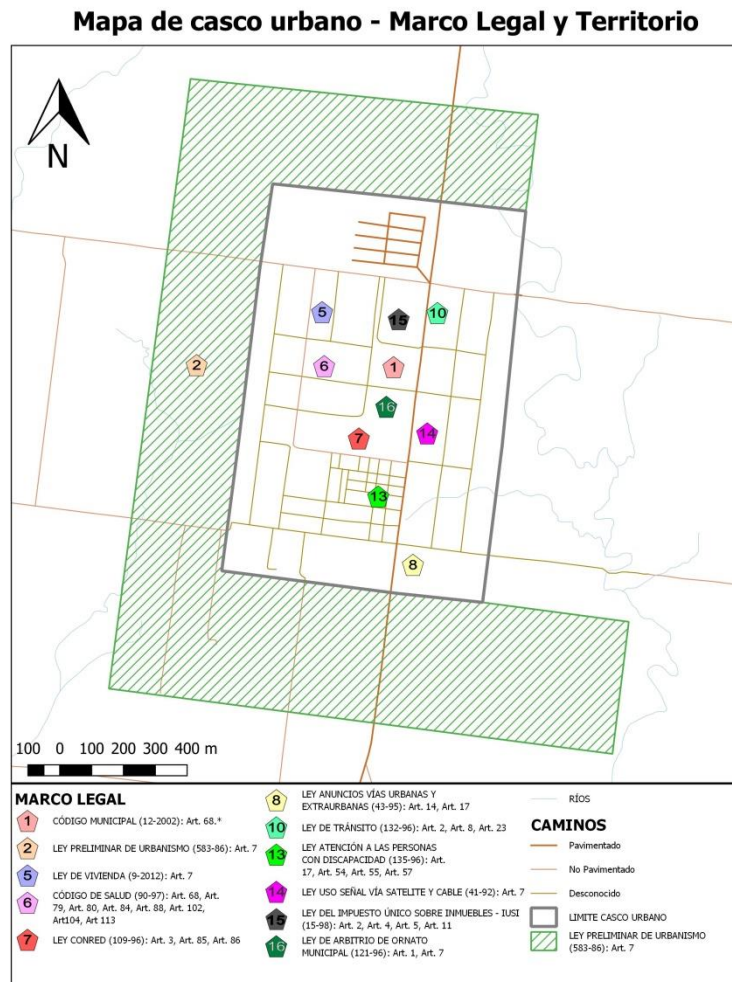 Mapa de casco urbano - Marco Legal y Territorio
N
5
15
10
2
6
1
16
7
14
13
8
100 0 100 200 300 400 m
MARCO LEGAL
1 CÓDIGO MUNICIPAL (12-2002): Art. 68.*
2 LEY PRELIMINAR DE URBANISMO (583-86): Art. 7
5 LEY DE VIVIENDA (9-2012): Art. 7
6 CÓDIGO DE SALUD (90-97): Art. 68, Art.
79, Art. 80, Art. 84, Art. 88, Art. 102,
Art104, Art 113
7 LEY CONRED (109-96): Art. 3, Art. 85, Art. 86
8 LEY ANUNCIOS VÍAS URBANAS Y
EXTRAURBANAS (43-95): Art. 14, Art. 17
10 LEY DE TRÁNSITO (132-96): Art. 2, Art. 8, Art. 23
13 LEY ATENCIÓN A LAS PERSONAS
CON DISCAPACIDAD (135-96): Art.
17, Art. 54, Art. 55, Art. 57
14 LEY USO SEÑAL VÍA SATELITE Y CABLE (41-92): Art. 7
15 LEY DEL IMPUESTO ÚNICO SOBRE INMUEBLES - IUSI
(15-98): Art. 2, Art. 4, Art. 5, Art. 11
16 LEY DE ARBITRIO DE ORNATO
MUNICIPAL (121-96): Art. 1, Art. 7
RÍOS
CAMINOS
Pavimentado
No Pavimentado
Desconocido
LIMITE CASCO URBANO
LEY PRELIMINAR DE URBANISMO
(583-86): Art. 7